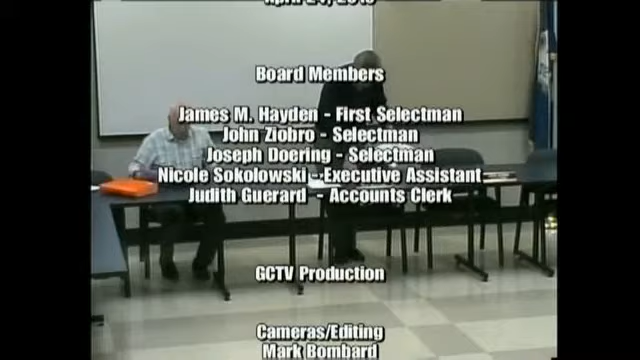 Board Members
James M. Hayden - First Selectman
John Ziobro - Selectman
Joseph Doering - Selectman
Nicole Sokolowski - Executive Assistant
Judith Guerard - Accounts Clerk
GCTV Production
Cameras/Editing
Mark Bombard